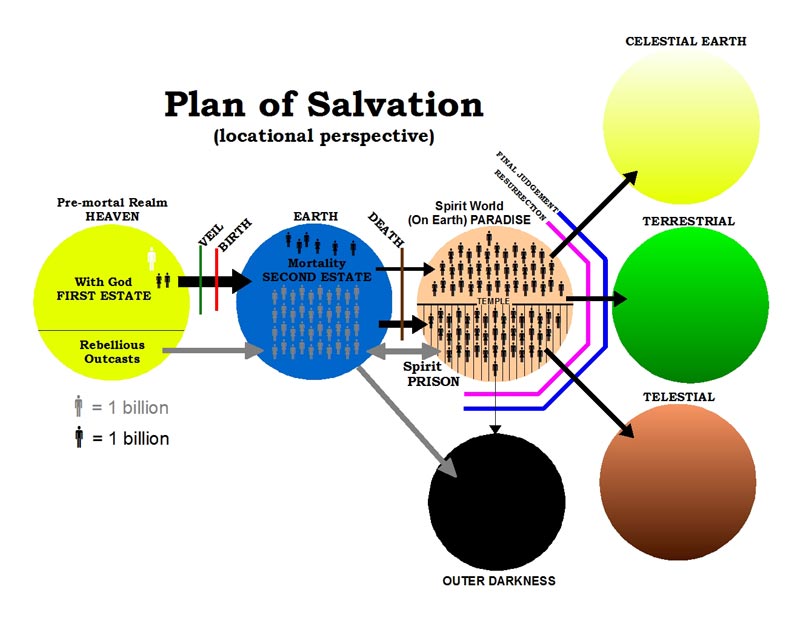 CELESTIAL EARTH
Plan of Salvation
(locational perspective)
FINAL JUDGEMENT
RESURRECTION
Pre-mortal Realm
HEAVEN
VEIL
BIRTH
EARTH
DEATH
Spirit World
(On Earth) PARADISE
TERRESTRIAL
With God
FIRST ESTATE
Mortality
SECOND ESTATE
TEMPLE
Rebellious
Outcasts
Spirit
PRISON
TELESTIAL
= 1 billion
= 1 billion
OUTER DARKNESS